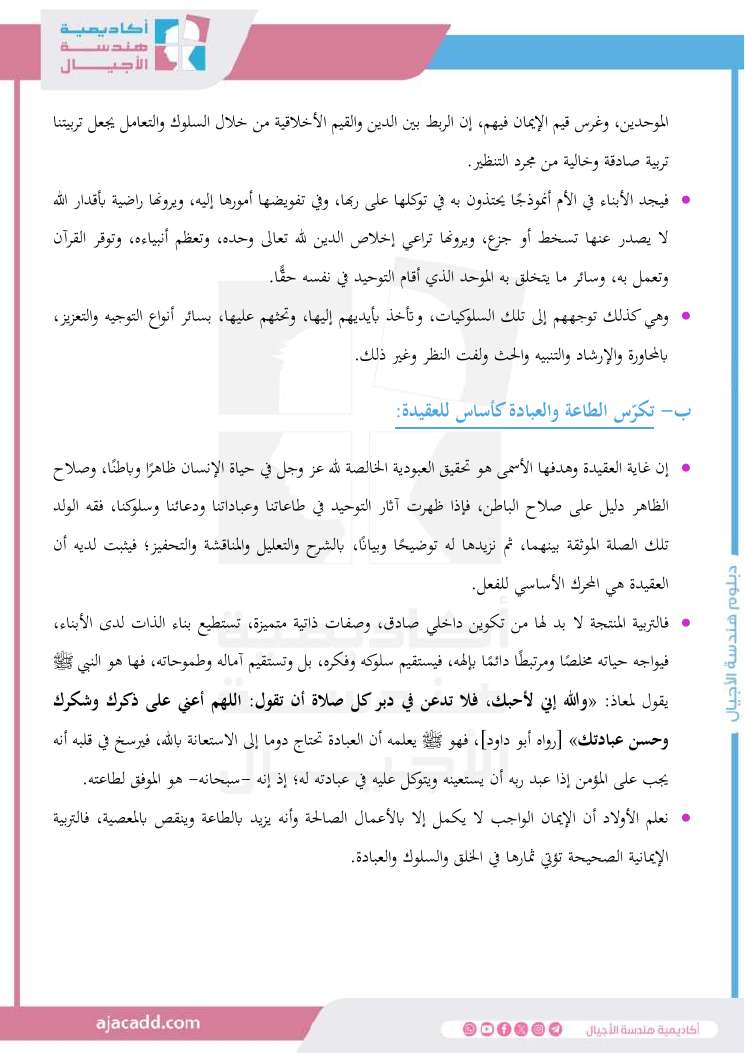 أكاديمية
هندسة
الأجيال
الموحدين، وغرس قيم الإيمان فيهم، إن الربط بين الدين والقيم الأخلاقية من خلال السلوك والتعامل يجعل تربيتنا
تربية صادقة وخالية من مجرد التنظير.
• فيجد الأبناء في الأم أنموذجًا يحتذون به في توكلها على ربها، وفي تفويضها أمورها إليه، ويرونها راضية بأقدار الله
لا يصدر عنها تسخط أو جزع، ويرونها تراعي إخلاص الدين لله تعالى وحده، وتعظم أنبياءه، وتوقر القرآن
وتعمل به، وسائر ما يتخلق به الموحد الذي أقام التوحيد في نفسه حقًّا.
• وهي كذلك توجههم إلى تلك السلوكيات، وتأخذ بأيديهم إليها، وتحثهم عليها، بسائر أنواع التوجيه والتعزيز،
بالمحاورة والإرشاد والتنبيه والحث ولفت النظر وغير ذلك.
ب- تكرّس الطاعة والعبادة كأساس للعقيدة:
• إن غاية العقيدة وهدفها الأسمى هو تحقيق العبودية الخالصة لله عز وجل في حياة الإنسان ظاهرًا وباطنًا، وصلاح
الظاهر دليل على صلاح الباطن، فإذا ظهرت آثار التوحيد في طاعاتنا وعباداتنا ودعائنا وسلوكنا، فقه الولد
تلك الصلة الموثقة بينهما، ثم نزيدها له توضيحًا وبيانًا، بالشرح والتعليل والمناقشة والتحفيز؛ فيثبت لديه أن
العقيدة هي المحرك الأساسي للفعل.
• فالتربية المنتجة لا بد لها من تكوين داخلي صادق، وصفات ذاتية متميزة، تستطيع بناء الذات لدى الأبناء،
فيواجه حياته مخلصًا ومرتبطًا دائمًا بإلهه، فيستقيم سلوكه وفكره، بل وتستقيم آماله وطموحاته، فها هو النبي ﷺ
يقول لمعاذ: «والله إني لأحبك، فلا تدعن في دبر كل صلاة أن تقول: اللهم أعني على ذكرك وشكرك
وحسن عبادتك» [رواه أبو داود]، فهو ﷺ يعلمه أن العبادة تحتاج دوما إلى الاستعانة بالله، فيرسخ في قلبه أنه
يجب على المؤمن إذا عبد ربه أن يستعينه ويتوكل عليه في عبادته له؛ إذ إنه -سبحانه- هو الموفق لطاعته.
• نعلم الأولاد أن الإيمان الواجب لا يكمل إلا بالأعمال الصالحة وأنه يزيد بالطاعة وينقص بالمعصية، فالتربية
الإيمانية الصحيحة تؤتي ثمارها في الخلق والسلوك والعبادة.
دبلوم هندسة الأجيال
أكاديمية هندسة الأجيال
ajacadd.com